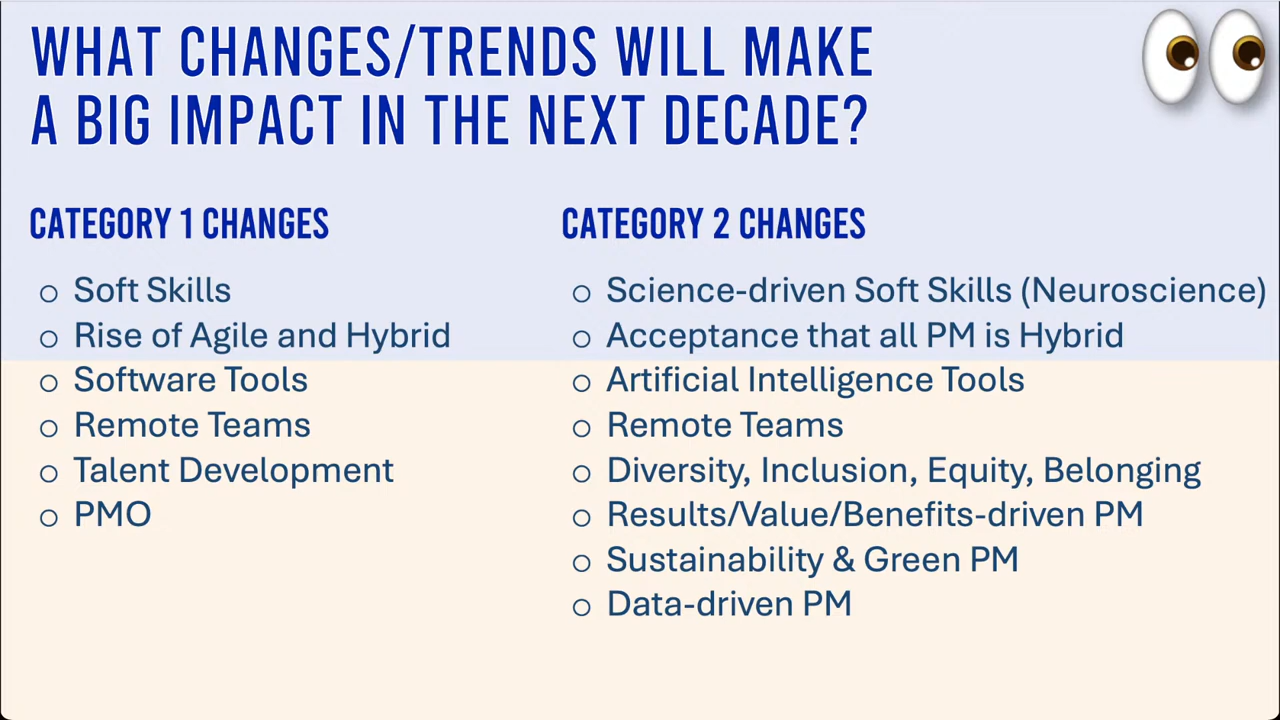 WHAT CHANGES/TRENDS WILL MAKE
A BIG IMPACT IN THE NEXT DECADE?
CATEGORY 1 CHANGES
○ Soft Skills
○ Rise of Agile and Hybrid
○ Software Tools
○ Remote Teams
○ Talent Development
○ PMO
CATEGORY 2 CHANGES
○ Science-driven Soft Skills (Neuroscience)
○ Acceptance that all PM is Hybrid
○ Artificial Intelligence Tools
○ Remote Teams
○ Diversity, Inclusion, Equity, Belonging
○ Results/Value/Benefits-driven PM
○ Sustainability & Green PM
○ Data-driven PM